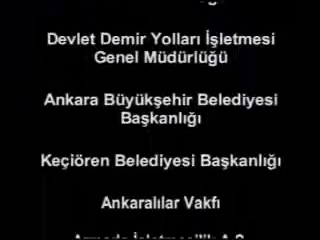 Devlet Demir Yolları İşletmesi
Genel Müdürlüğü
Ankara Büyükşehir Belediyesi
Başkanlığı
Keçiören Belediyesi Başkanlığı
Ankaralılar Vakfı